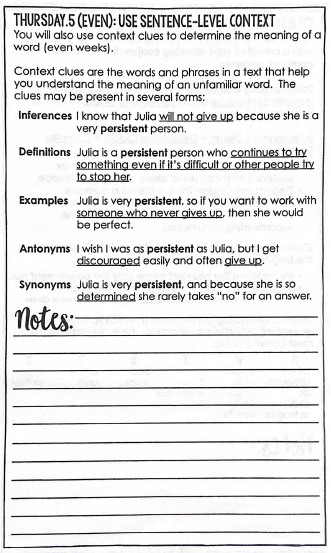 THURSDAY.5 (EVEN): USE SENTENCE-LEVEL CONTEXT
You will also use context clues to determine the meaning of a
word (even weeks).
Context clues are the words and phrases in a text that help
you understand the meaning of an unfamiliar word. The
clues may be present in several forms:
Inferences I know that Julia will not give up because she is a
very persistent person.
Definitions Julia is a persistent person who continues to try
something even if it's difficult or other people try
to stop her.
Examples Julia is very persistent, so if you want to work with
someone who never gives up, then she would
be perfect.
Antonyms I wish I was as persistent as Julia, but I get
discouraged easily and often give up.
Synonyms Julia is very persistent, and because she is so
determined she rarely takes "no" for an answer.
Notes: